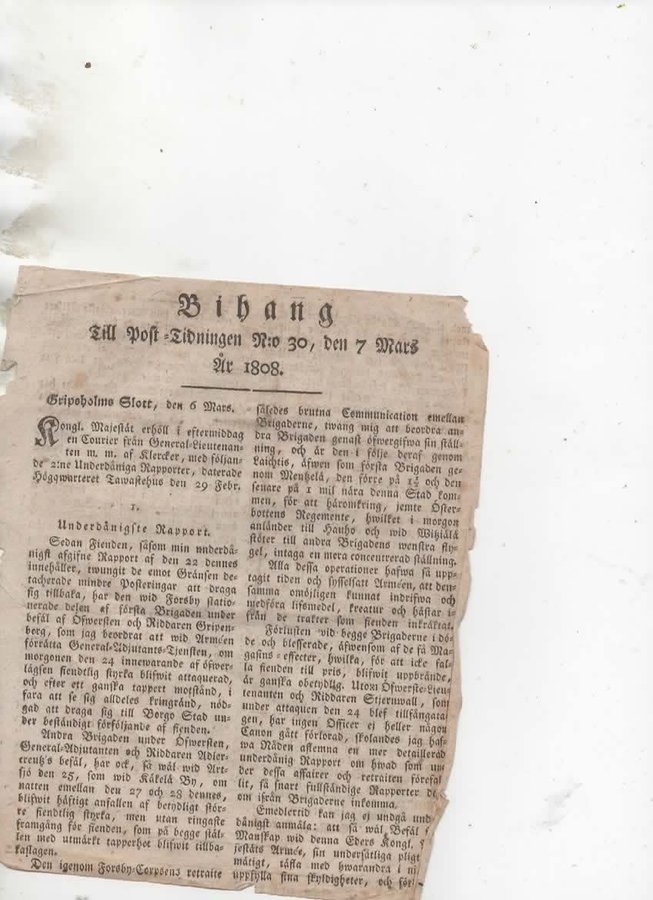 Bihang
Till Post-Tidningen N:o 30, den 7 Mars
År 1808.
Gripsholms Slott, den 6 Mars.
Kongl. Majestät erhöll i eftermiddag
en Courier från General-Lieutenan-
ten m. m. af Klercker, med följan-
de 2:ne Underdåniga Rapporter, daterade
Höggwarteret Tawastehus den 29 Febr.
1.
Underdånigste Rapport.
Sedan Fienden, såsom min underdå-
nigst afgifne Rapport af den 22 dennes
innehåller, twungit de emot Gränsen de-
tacherade mindre Posteringar att draga
sig tillbaka, har den wid Forsby statio-
nerade delen af första Brigaden under
befäl af Öfwersten och Riddaren Gripen-
berg, som jag beordrat att wid Arméen
förrätta General-Adjutants-Tjensten, om
morgonen den 24 innewarande af öfwer-
lägsen fiendtlig styrka blifwit attaquerad,
och efter ett ganska tappert motstånd, i
fara att se sig alldeles kringränd, nöd-
gad att draga sig till Borgo Stad un-
der beständigt förföljande af fienden.
Andra Brigaden under Öfwersten,
General-Adjutanten och Riddaren Adler-
creutz's befäl, har ock, så wäl wid Art-
sjö den 25, som wid Käkelä By, om
natten emellan den 27 och 28 dennes,
blifwit häftigt anfallen af betydligt stör-
re fiendtlig styrka, men utan ringaste
framgång för fienden, som på begge ställ-
len med utmärkt tapperhet blifwit tillba-
kaslagen.
Den igenom Forsby-Corpsens retraite
således brutna Communication emellan
Brigaderne, twang mig att beordra an-
dra Brigaden genast öfwergifwa sin ställ-
ning, och är den i följe deraf genom
Laichtis, äfwen som första Brigaden ge-
nom Mentzelä, den förre på 1½ och den
senare på 1 mil nära denna Stad kom-
men, för att häromkring, jemte Öster-
bottens Regemente, hwilket i morgon
anländer till Hauho och wid Witziälä
stöter till andra Brigadens wenstra fly-
gel, intaga en mera concentrerad ställning.
Alla dessa operationer hafwa så upp-
tagit tiden och sysselsatt Arméen, att den-
samma omöjligen kunnat indrifwa och
medföra lifsmedel, kreatur och hästar i-
från de trakter som fienden inkräktat.
Förlusten wid begge Brigaderne i dö-
de och blesserade, äfwensom af de få Ma-
gasins-effecter, hwilka, för att icke fal-
la fienden till pris, blifwit uppbrände,
är ganska obetydlig. Utom Öfwerste-Lieu-
tenanten och Riddaren Stjernwall, som
under attaquen den 24 blef tillfångata-
gen, har ingen Officer ej heller någon
Canon gått förlorad, skolandes jag haf-
wa Nåden aflemna en mer detaillerad
underdånig Rapport om hwad som un-
der dessa affairer och retraiten förefal-
lit, så snart fullständige Rapporter der-
om ifrån Brigaderne inkomma.
Emedlertid kan jag ej undgå und
dånigst anmäla: att så wäl Befäl
Manskap wid denna Eders Kongl.
jestäts Armée, sin undersåtliga pligt
mätigt, täfla med hwarandra i
uppfylla sina skyldigheter, och för-